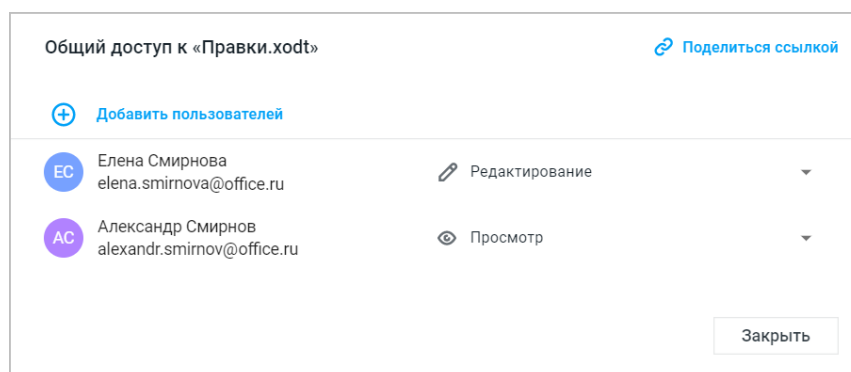 Общий доступ к «Правки.xodt»
Поделиться ссылкой
Добавить пользователей
ЕС
Елена Смирнова
elena.smirnova@office.ru
Редактирование
АС
Александр Смирнов
alexandr.smirnov@office.ru
Просмотр
Закрыть